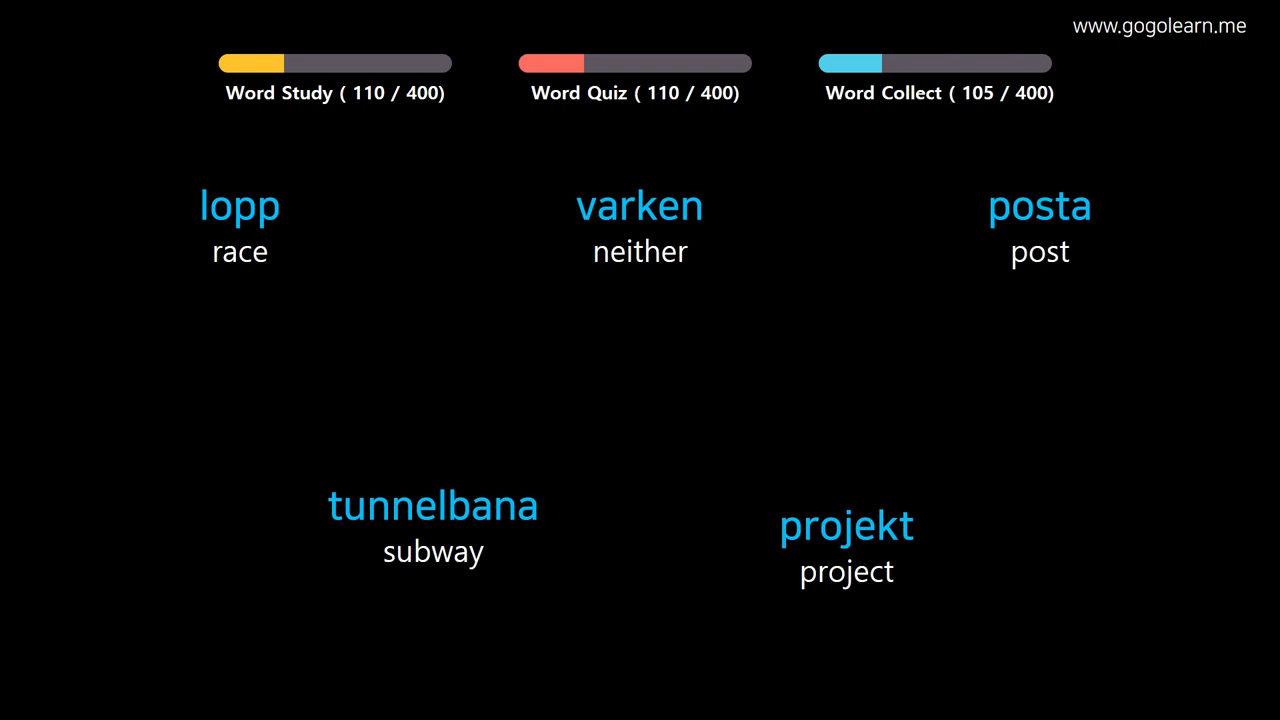 www.gogolearn.me
Word Study ( 110 / 400)
Word Quiz ( 110 / 400)
Word Collect ( 105 / 400)
lopp
race
varken
neither
posta
post
tunnelbana
subway
projekt
project